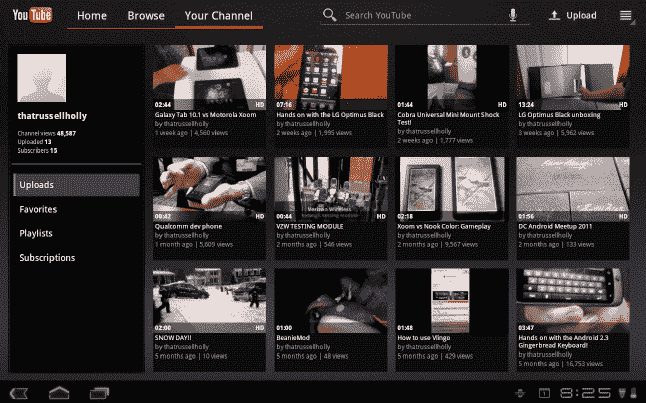 YouTube Home Browse Your Channel Search YouTube Upload
thatrussellholly
Channel views 48,587
Uploaded 13
Subscribers 15
Uploads
Favorites
Playlists
Subscriptions
02:44 HD
Galaxy Tab 10.1 vs Motorola Xoom
by thatrussellholly
1 week ago | 4,560 views
07:16 HD
Hands on with the LG Optimus Black
by thatrussellholly
2 weeks ago | 1,995 views
01:44 HD
Cobra Universal Mini Mount Shock
Test!
by thatrussellholly
2 weeks ago | 1,777 views
13:24 HD
LG Optimus Black unboxing
by thatrussellholly
3 weeks ago | 5,962 views
00:42 HD
Qualcomm dev phone
by thatrussellholly
1 month ago | 5,609 views
Verizon Wireless
00:44 HD
VZW TESTING MODULE
by thatrussellholly
2 months ago | 546 views
02:18 HD
Xoom vs Nook Color: Gameplay
by thatrussellholly
2 months ago | 9,567 views
01:56 HD
DC Android Meetup 2011
by thatrussellholly
2 months ago | 133 views
02:00 HD
SNOW DAY!!
by thatrussellholly
5 months ago | 10 views
01:00
BeanieMod
by thatrussellholly
5 months ago | 48 views
01:48
How to use Vlingo
by thatrussellholly
5 months ago | 429 views
03:47
Hands on with the Android 2.3
Gingerbread Keyboard!
by thatrussellholly
5 months ago | 16,753 views
1 8:25